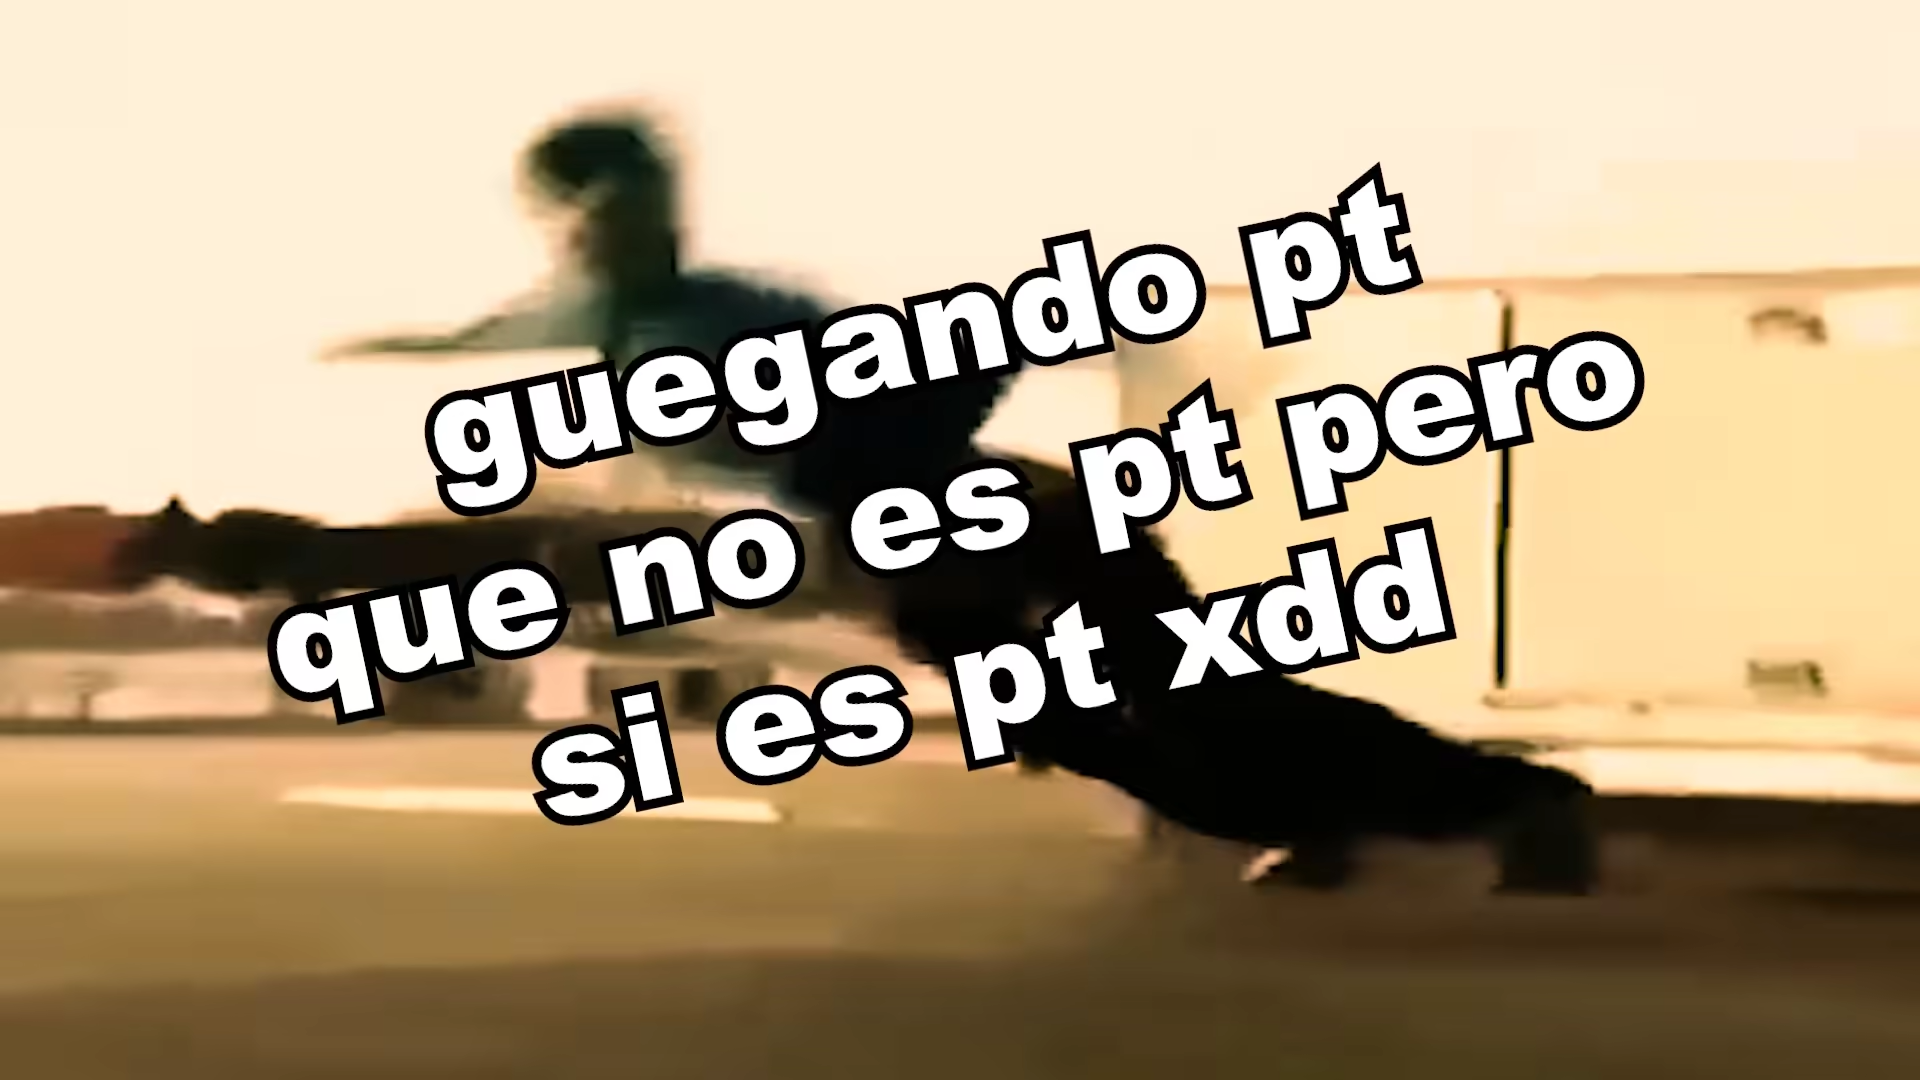 guegando pt
que no es pt pero
si es pt xdd